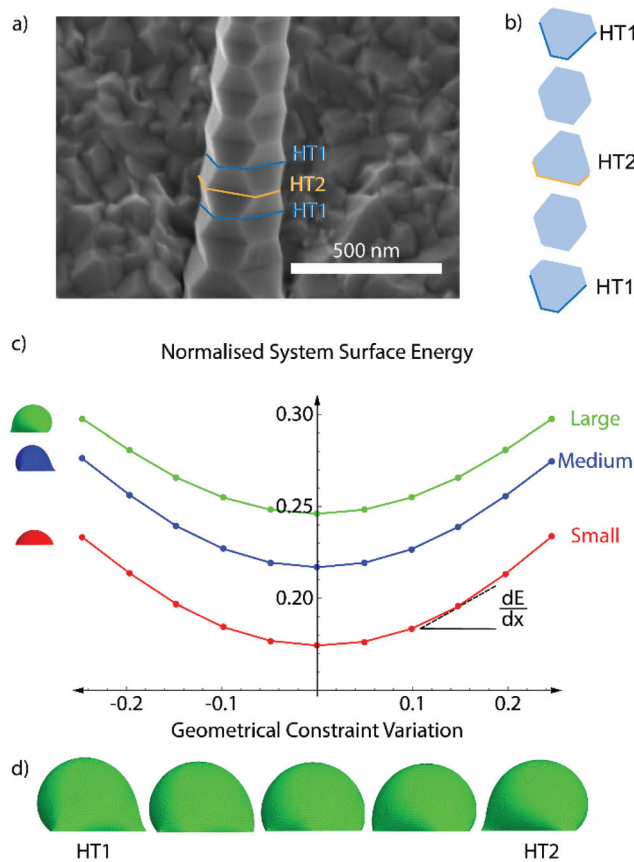 a)
HT1
HT2
HT1
500 nm
b)
HT1
HT2
HT1
c)
Normalised System Surface Energy
0.30
Large
Medium
0.25
Small
0.20
dE
dx
-0.2
-0.1
0.1
0.2
Geometrical Constraint Variation
d)
HT1
HT2